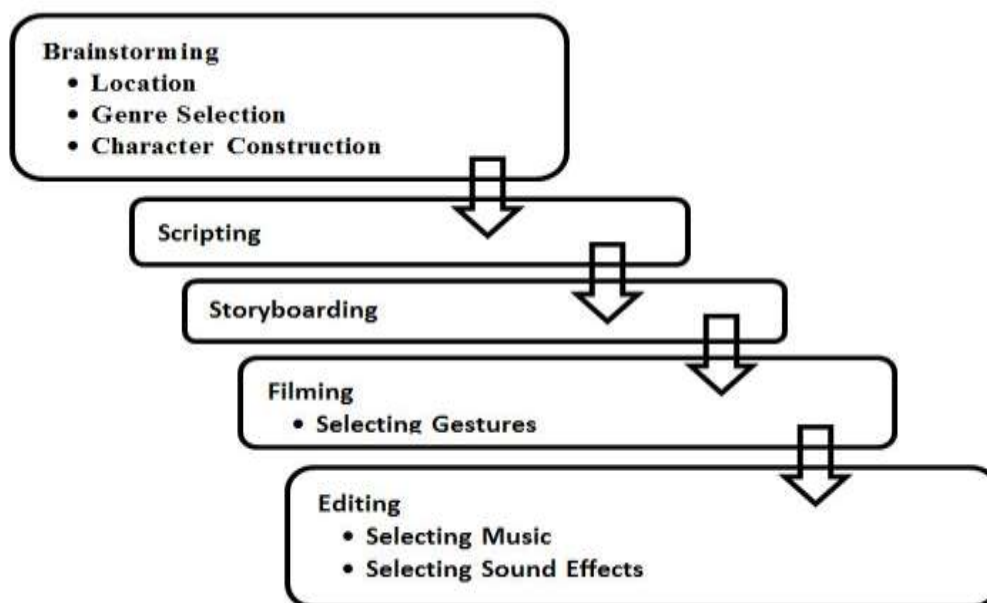 Brainstorming
• Location
• Genre Selection
• Character Construction
Scripting
Storyboarding
Filming
• Selecting Gestures
Editing
• Selecting Music
• Selecting Sound Effects